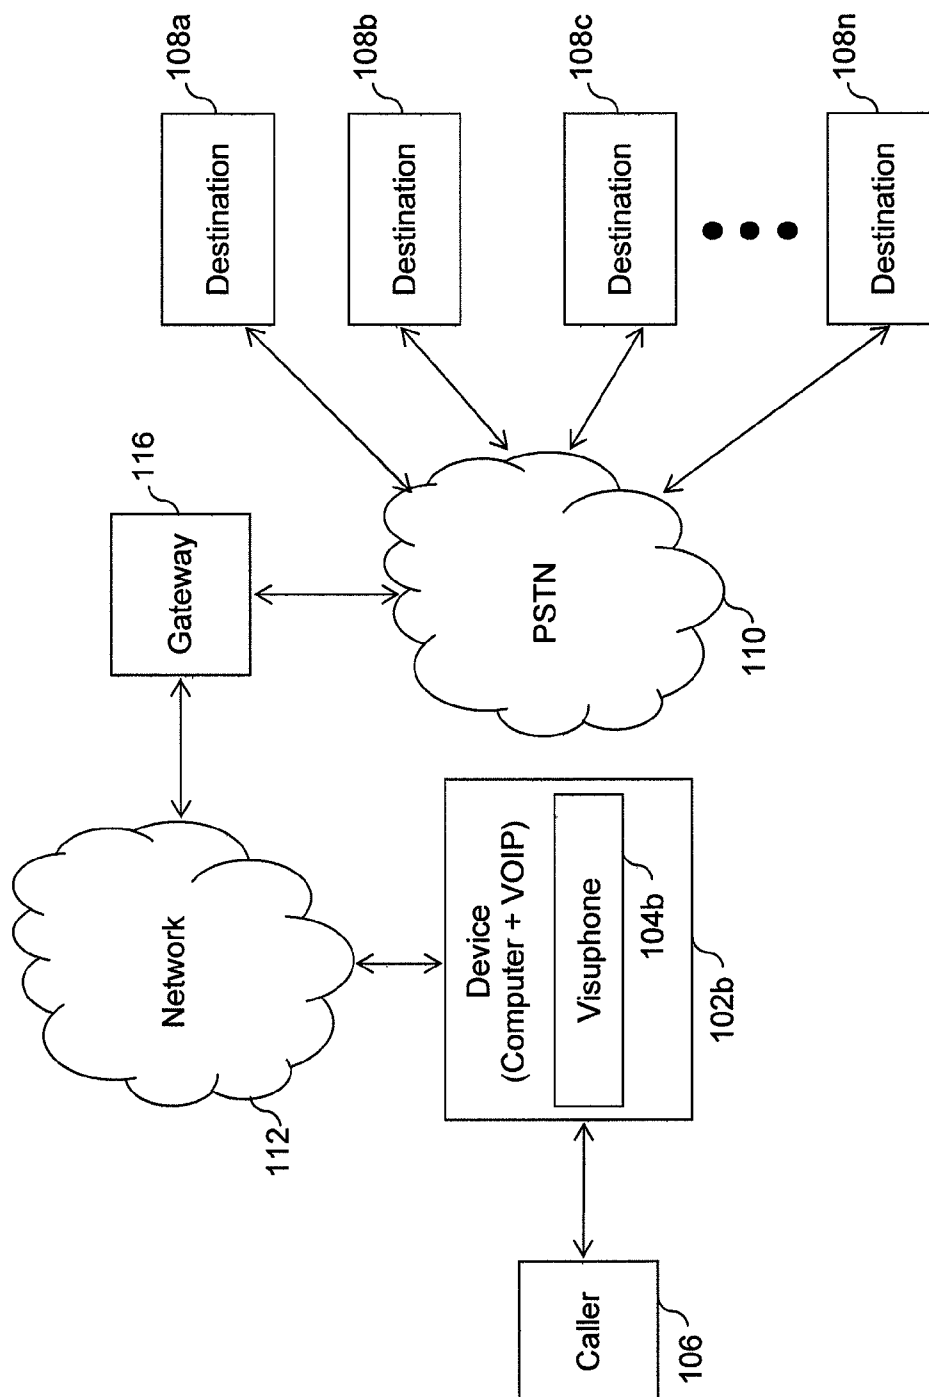 Caller
106
Device
(Computer + VOIP)
Visuphone
104b
102b
Network
112
Gateway
116
PSTN
110
Destination
108a
Destination
108b
Destination
108c
Destination
108n